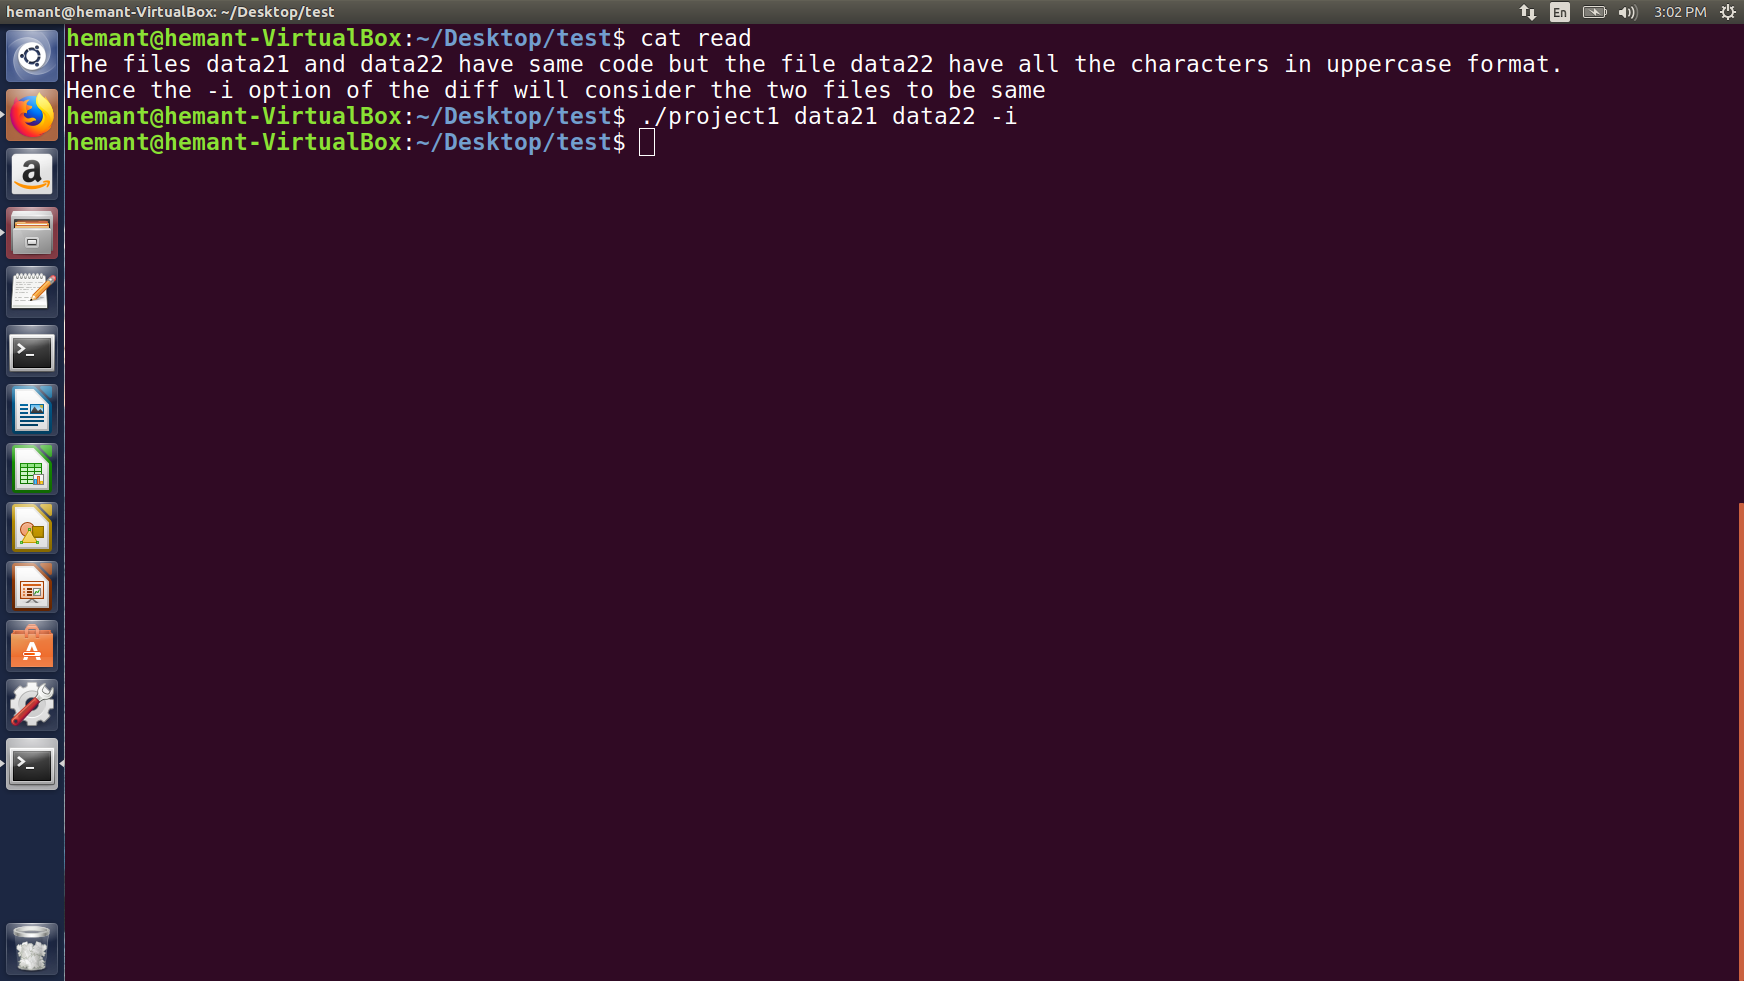 hemant@hemant-VirtualBox: ~/Desktop/test
En
3:02 PM
hemant@hemant-VirtualBox:~/Desktop/test$ cat read
The files data21 and data22 have same code but the file data22 have all the characters in uppercase format.
Hence the -i option of the diff will consider the two files to be same
hemant@hemant-VirtualBox:~/Desktop/test$ ./project1 data21 data22 -i
hemant@hemant-VirtualBox:~/Desktop/test$
a
>_
A
>_